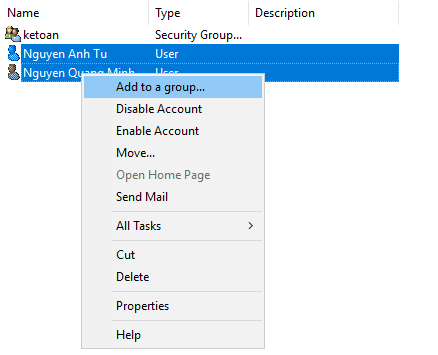 Name Type Description
ketoan Security Group...
Nguyen Anh Tu User
Nguyen Quang Minh User
Add to a group...
Disable Account
Enable Account
Move...
Open Home Page
Send Mail
All Tasks
Cut
Delete
Properties
Help